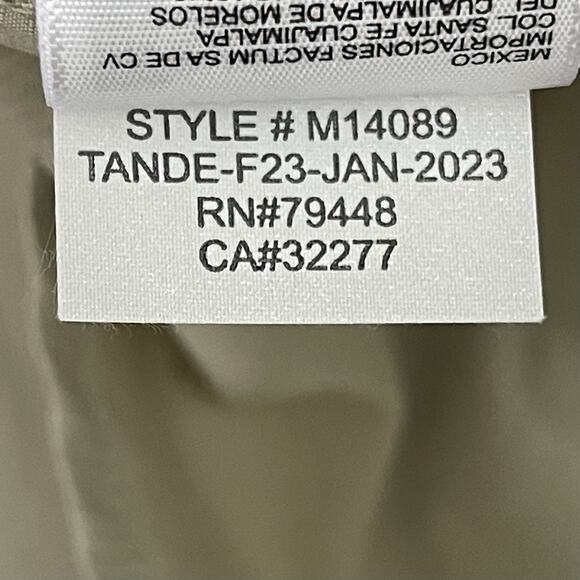 MEXICO
IMPORTACIONES FACTUM SA DE CV
COL. SANTA FE CUAJIMALPA
DEL. CUAJIMALPA DE MORELOS
STYLE # M14089
TANDE-F23-JAN-2023
RN#79448
CA#32277